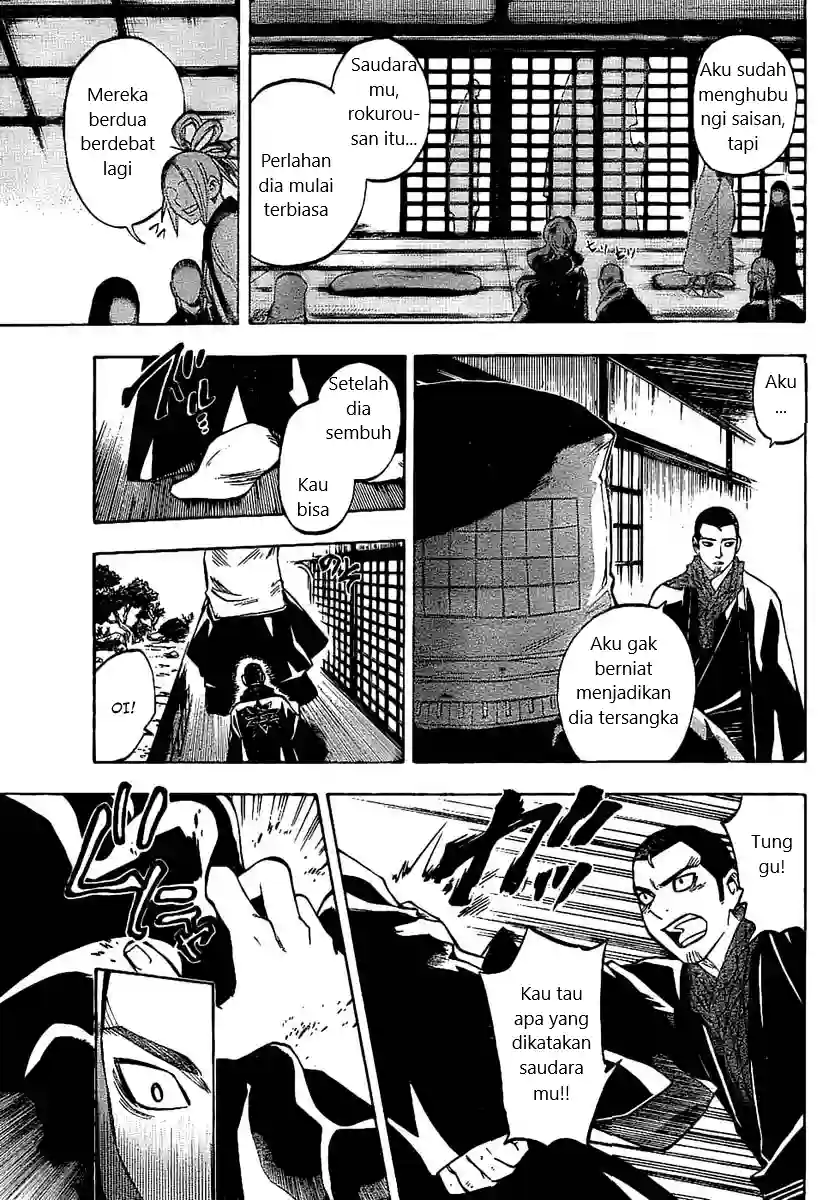 Aku sudah
menghubu
ngi saisan,
tapi
Saudara
mu,
rokurou-
san itu...
Perlahan
dia mulai
terbiasa
Mereka
berdua
berdebat
lagi
Aku
...
Aku gak
berniat
menjadikan
dia tersangka
Setelah
dia
sembuh
Kau
bisa
OI!
Tung
gu!
Kau tau
apa yang
dikatakan
saudara
mu!!